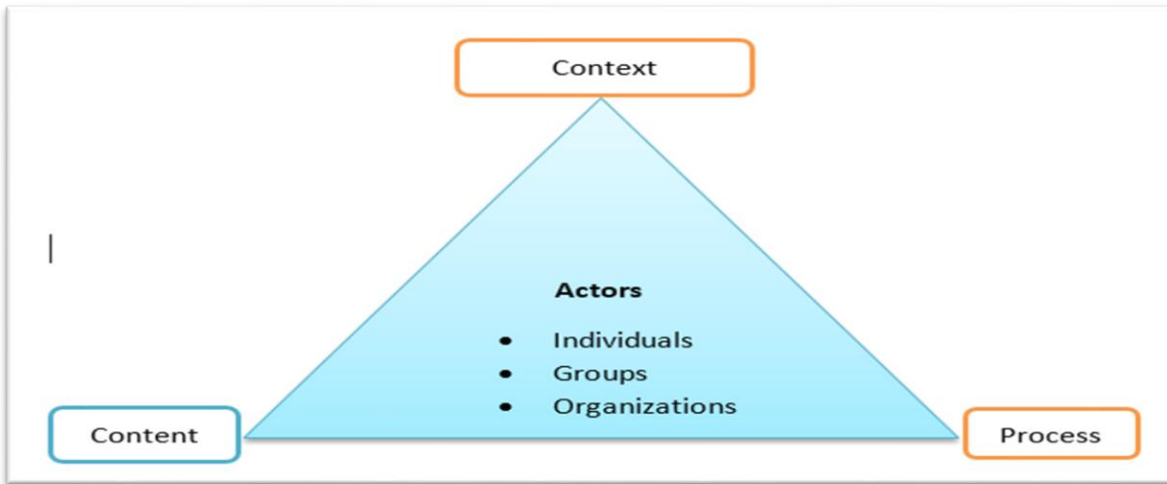 Context
Actors
• Individuals
• Groups
• Organizations
Content
Process